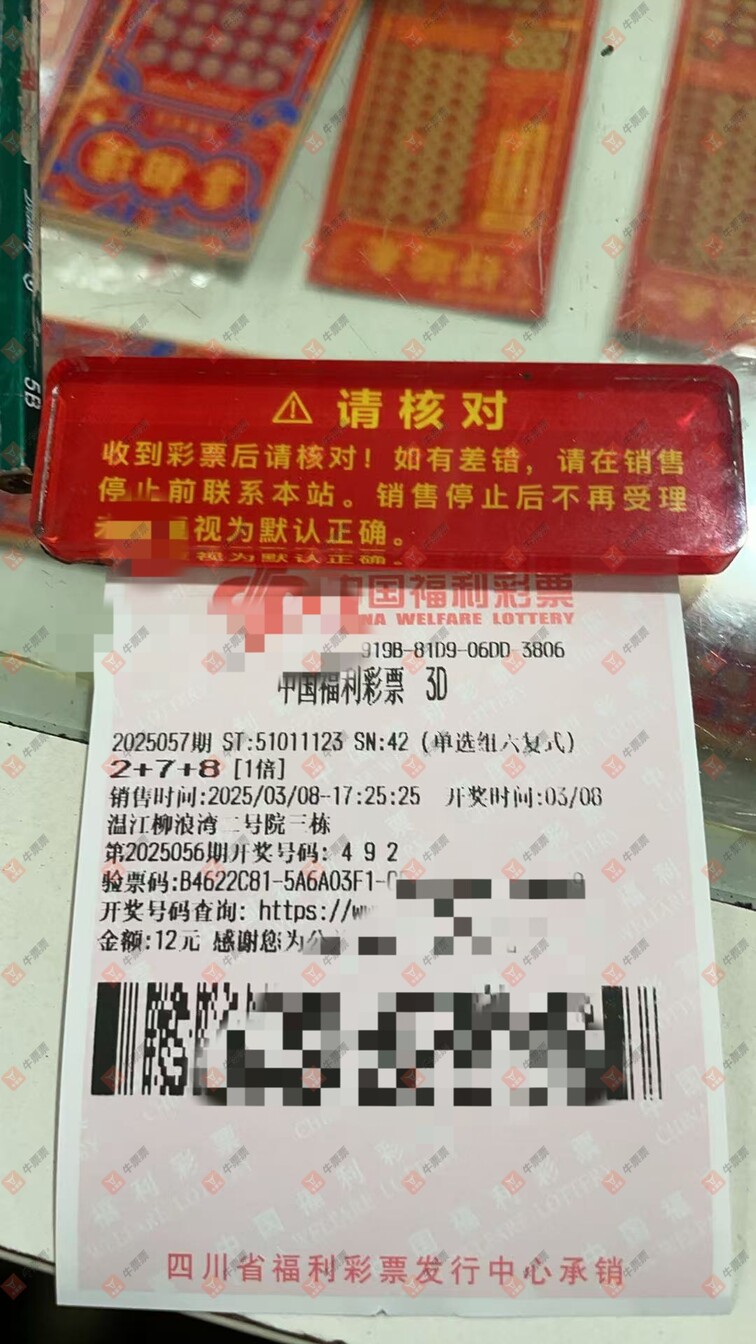 好运来
5B
请核对
收到彩票后请核对！如有差错，请在销售
停止前联系本站。销售停止后不再受理
视为默认正确。
中国福利彩票
CHINA WELFARE LOTTERY
919B-81D9-06DD-3806
中国福利彩票 3D
2025057期 ST:51011123 SN:42 (单选组六复式)
2+7+8 [1倍]
销售时间:2025/03/08-17:25:25 开奖时间:03/08
温江柳浪湾二号院三栋
第2025056期开奖号码: 4 9 2
验票码:B4622C81-5A6A03F1-
开奖号码查询: https://w
金额:12元 感谢您为
四川省福利彩票发行中心承销
牛票票